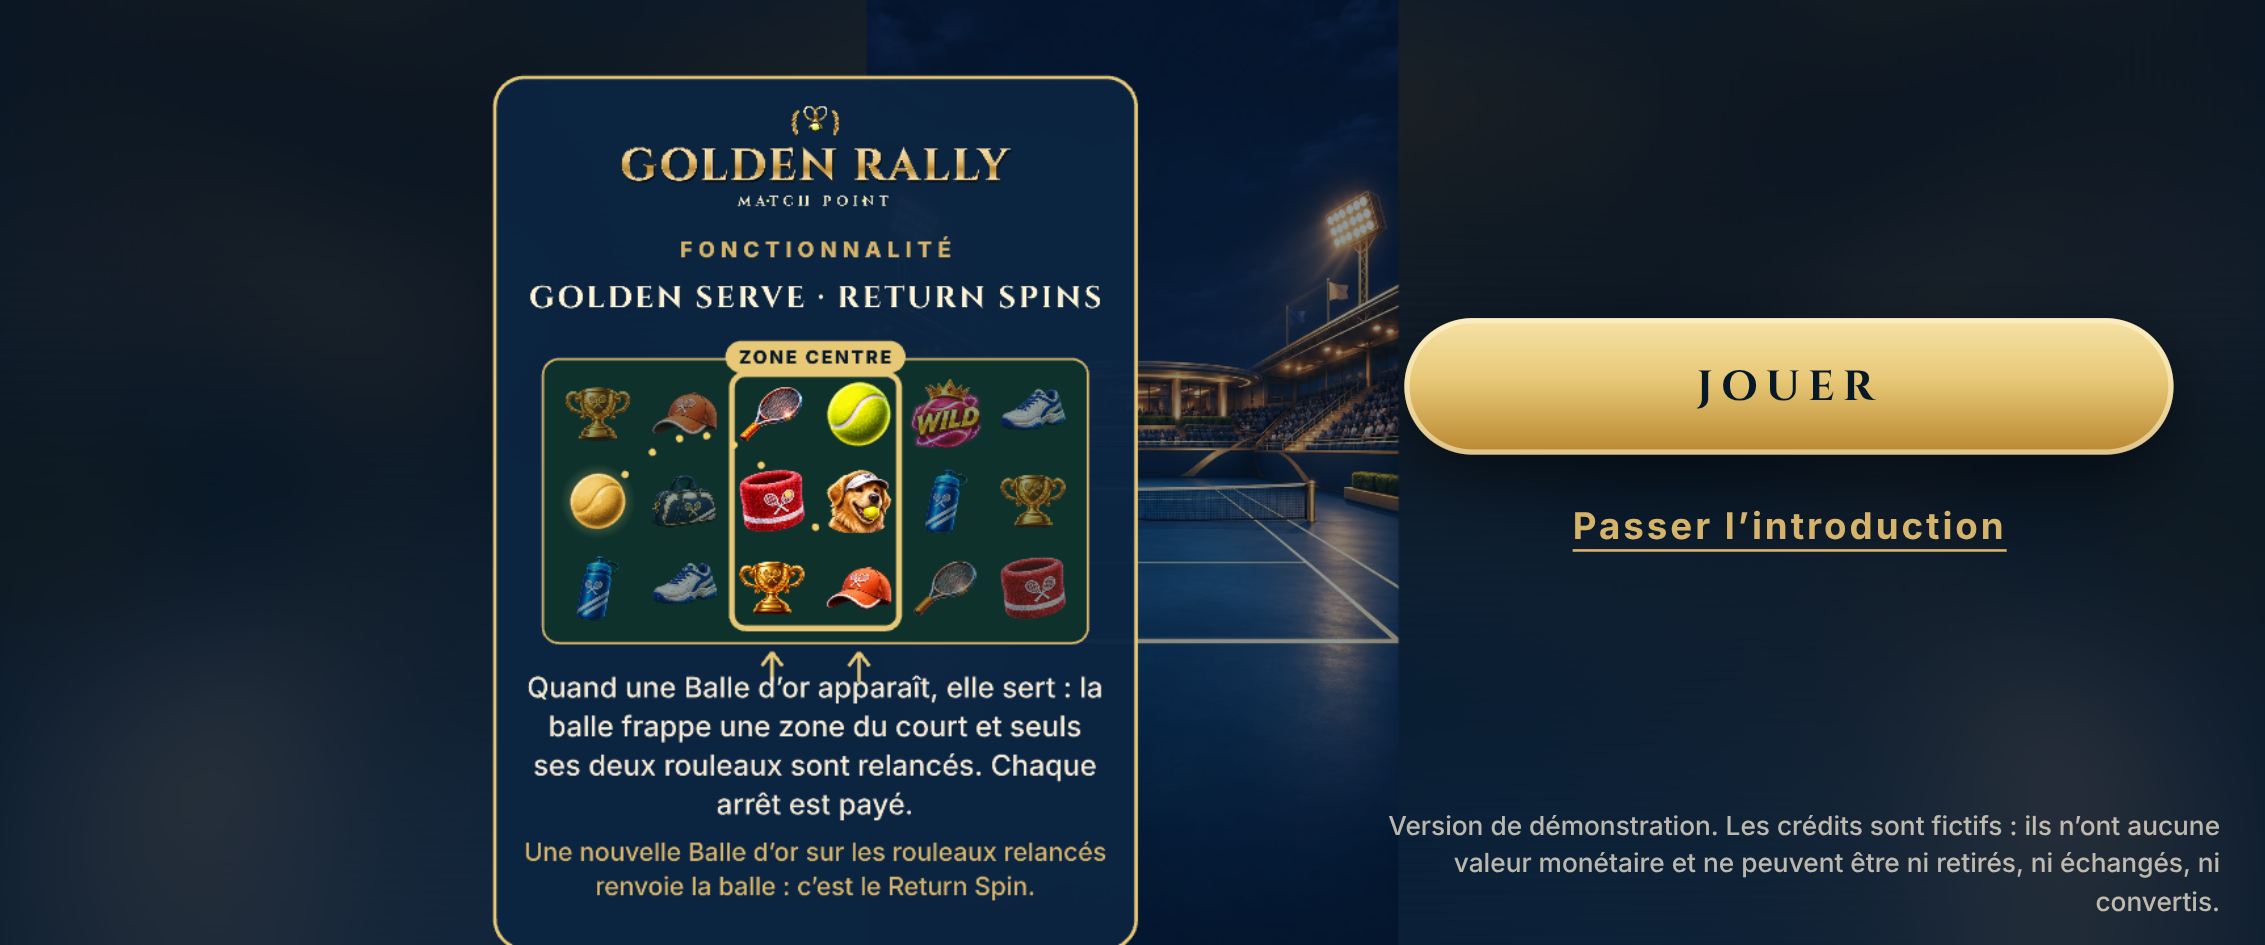 GOLDEN RALLY
MATCH POINT
FONCTIONNALITÉ
GOLDEN SERVE · RETURN SPINS
ZONE CENTRE
WILD
Quand une Balle d’or apparaît, elle sert : la
balle frappe une zone du court et seuls
ses deux rouleaux sont relancés. Chaque
arrêt est payé.
Une nouvelle Balle d’or sur les rouleaux relancés
renvoie la balle : c’est le Return Spin.
JOUER
Passer l’introduction
Version de démonstration. Les crédits sont fictifs : ils n’ont aucune
valeur monétaire et ne peuvent être ni retirés, ni échangés, ni
convertis.